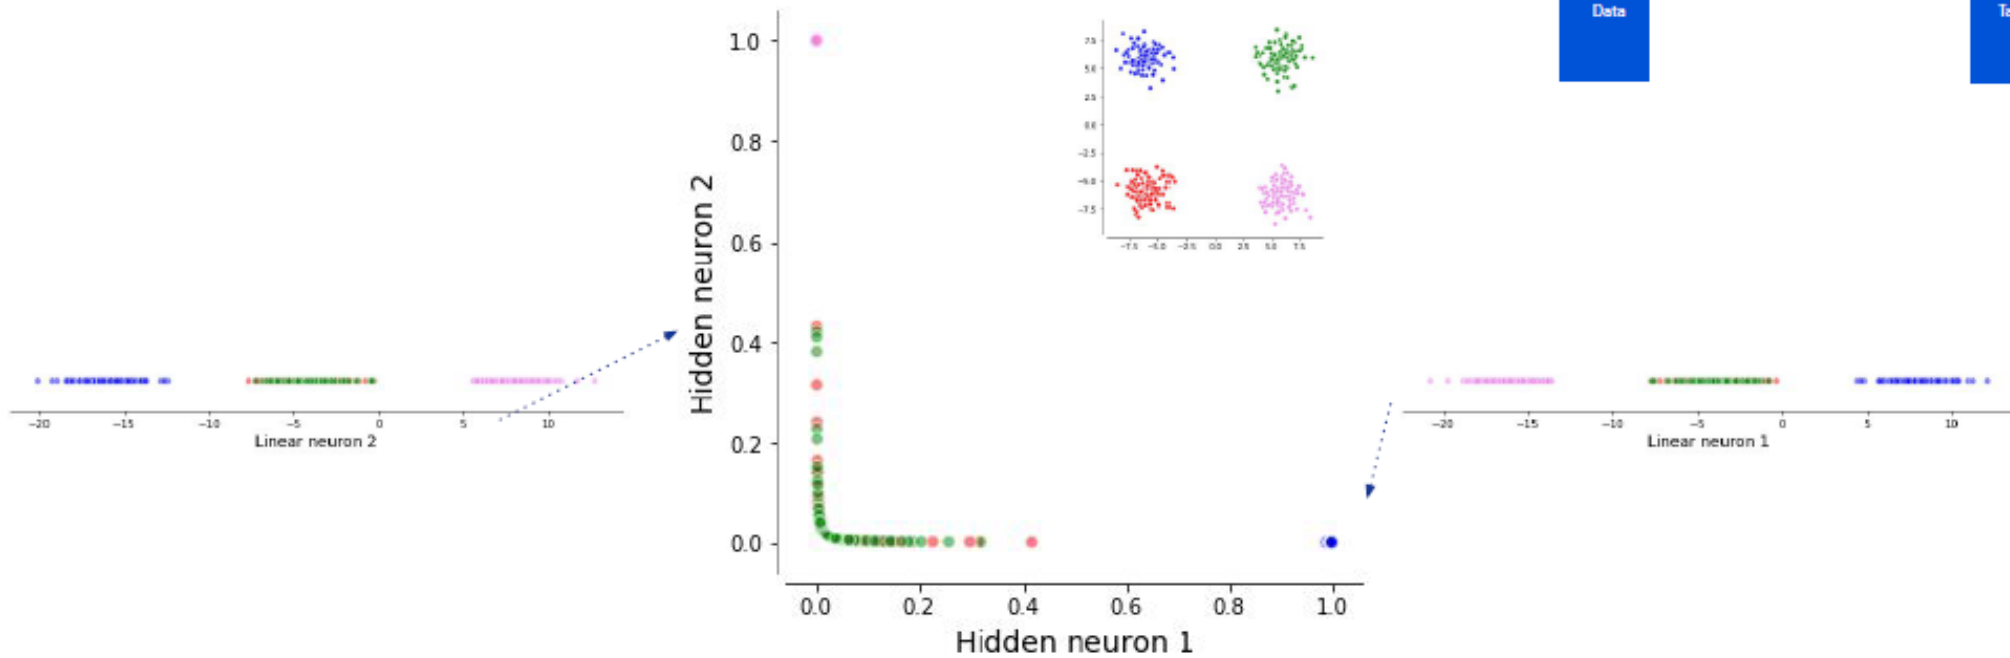 Data
Ta
1.0
0.8
0.6
0.4
0.2
0.0
Hidden neuron 2
0.0 0.2 0.4 0.6 0.8 1.0
Hidden neuron 1
7.5
5.0
2.5
0.0
−2.5
−5.0
−7.5
−7.5 −5.0 −2.5 0.0 2.5 5.0 7.5
−20 −15 −10 −5 0 5 10
Linear neuron 2
−20 −15 −10 −5 0 5 10
Linear neuron 1